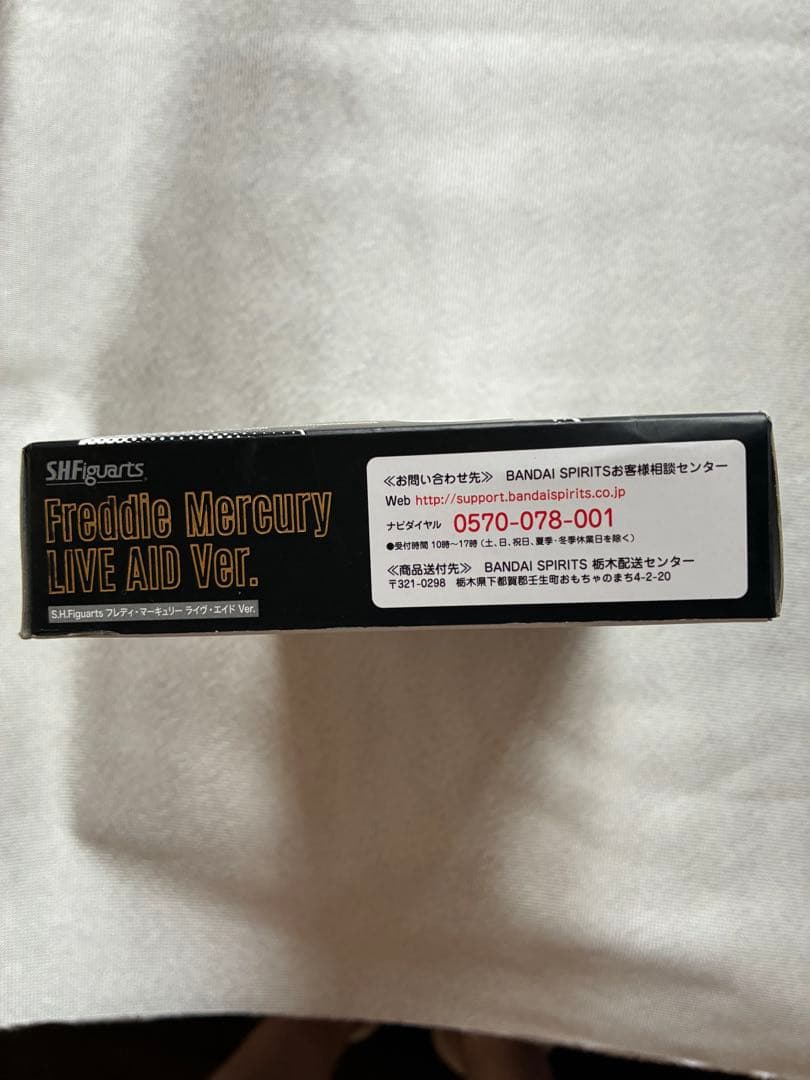 S.H.Figuarts
Freddie Mercury
LIVE AID Ver.
S.H.Figuarts フレディ・マーキュリー ライヴ・エイド Ver.
≪お問い合わせ先≫ BANDAI SPIRITSお客様相談センター
Web http://support.bandaispirits.co.jp
ナビダイヤル 0570-078-001
●受付時間 10時～17時 (土、日、祝日、夏季・冬季休業日を除く)
≪商品送付先≫ BANDAI SPIRITS 栃木配送センター
〒321-0298 栃木県下都賀郡壬生町おもちゃのまち4-2-20